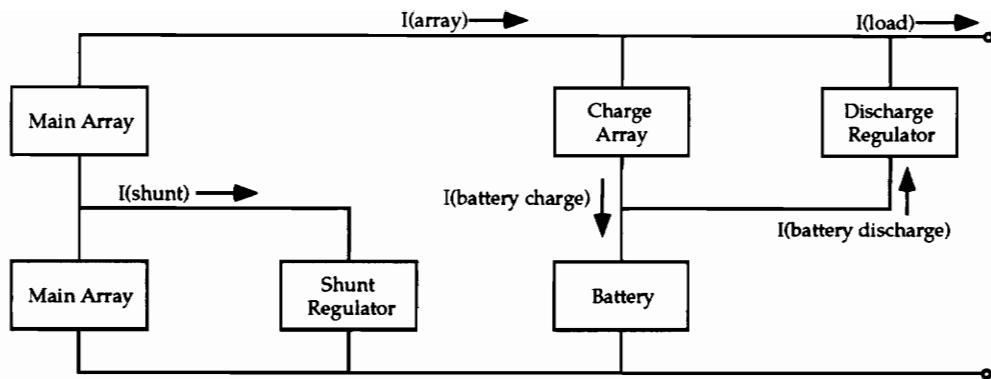 I(array)
I(load)
Main Array
Charge
Array
Discharge
Regulator
I(shunt)
I(battery charge)
I(battery discharge)
Main Array
Shunt
Regulator
Battery